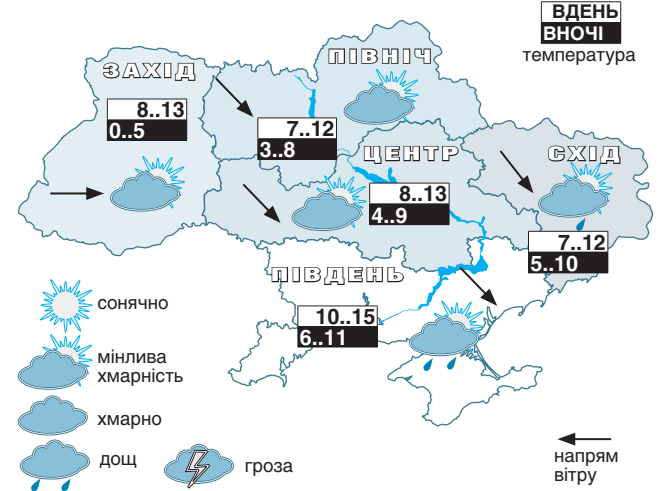 ВДЕНЬ
ВНОЧІ
температура
ПІВНІЧ
ЗАХІД
8..13
0..5
7..12
3..8
ЦЕНТР
СХІД
8..13
4..9
7..12
5..10
ПІВДЕНЬ
10..15
6..11
сонячно
мінлива
хмарність
хмарно
дощ
гроза
напрям
вітру